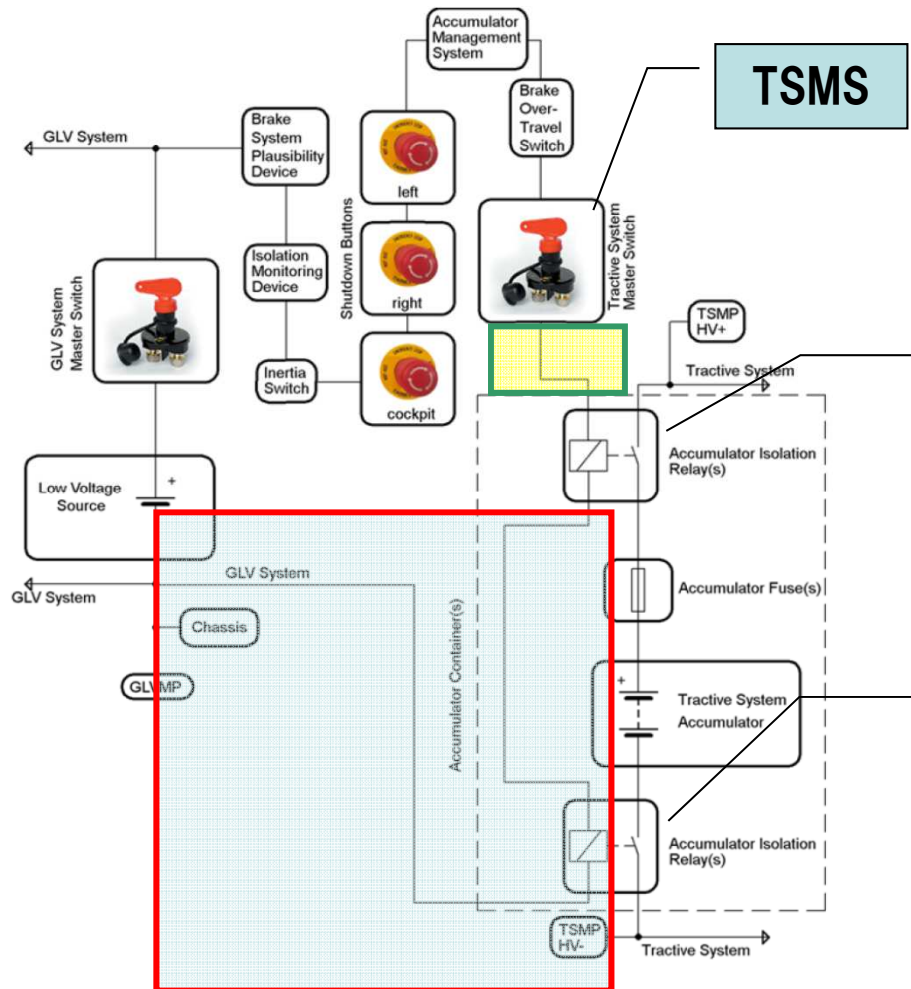 Accumulator
Management
System
TSMS
Brake
Over-
Travel
Switch
GLV System
Brake
System
Plausibility
Device
left
Shutdown Buttons
Tractive System
Master Switch
Isolation
Monitoring
Device
right
GLV System
Master Switch
TSMP
HV+
Inertia
Switch
Tractive System
cockpit
Accumulator Isolation
Relay(s)
Low Voltage
Source
+
GLV System
GLV System
Accumulator Fuse(s)
Chassis
Accumulator Container(s)
GLVMP
+
Tractive System
Accumulator
Accumulator Isolation
Relay(s)
TSMP
HV-
Tractive System